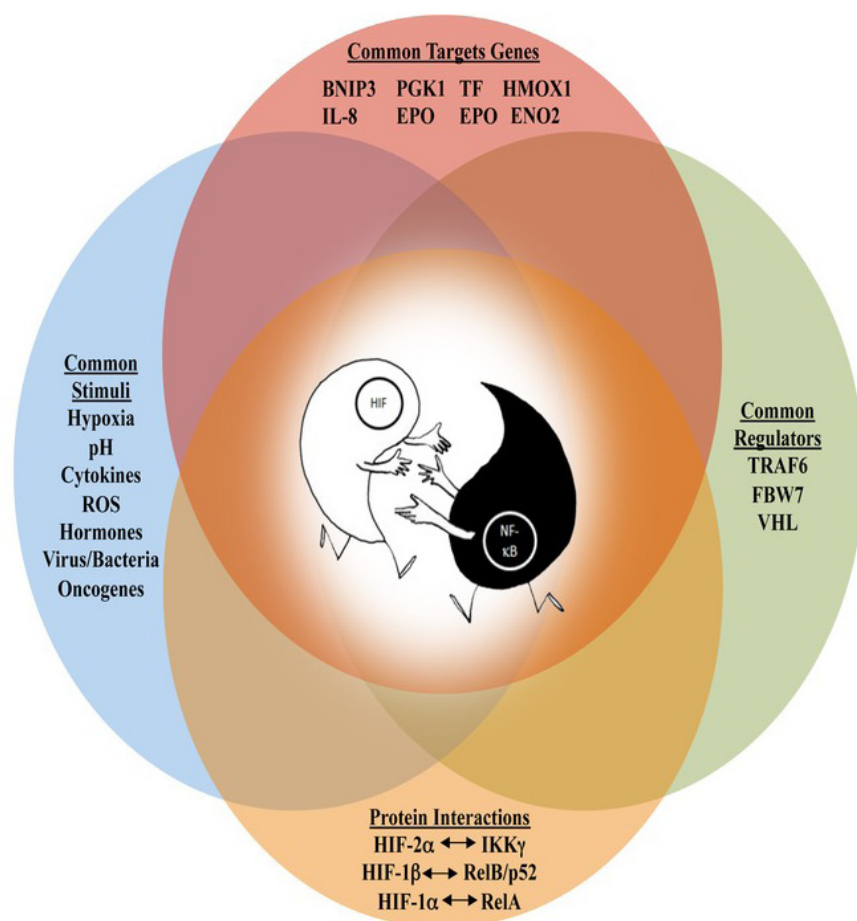 Common Targets Genes
BNIP3 PGK1 TF HMOX1
IL-8 EPO EPO ENO2
Common
Stimuli
Hypoxia
pH
Cytokines
ROS
Hormones
Virus/Bacteria
Oncogenes
HIF
NF-
κB
Common
Regulators
TRAF6
FBW7
VHL
Protein Interactions
HIF-2α ↔ IKKγ
HIF-1β ↔ RelB/p52
HIF-1α ↔ RelA